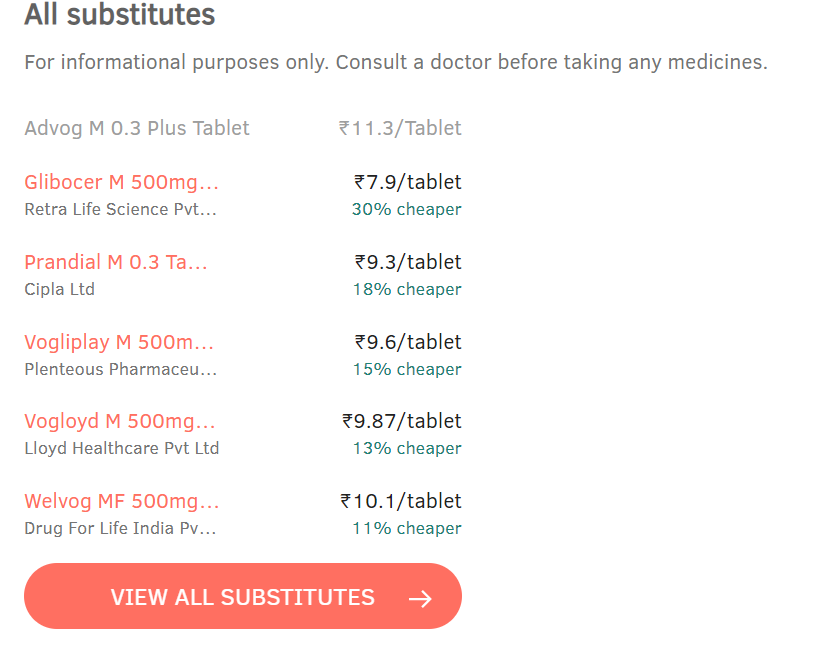 All substitutes
For informational purposes only. Consult a doctor before taking any medicines.
Advog M 0.3 Plus Tablet ₹11.3/Tablet
Glibocer M 500mg... ₹7.9/tablet
Retra Life Science Pvt... 30% cheaper
Prandial M 0.3 Ta... ₹9.3/tablet
Cipla Ltd 18% cheaper
Vogliplay M 500m... ₹9.6/tablet
Plenteous Pharmaceu... 15% cheaper
Vogloyd M 500mg... ₹9.87/tablet
Lloyd Healthcare Pvt Ltd 13% cheaper
Welvog MF 500mg... ₹10.1/tablet
Drug For Life India Pv... 11% cheaper
VIEW ALL SUBSTITUTES →